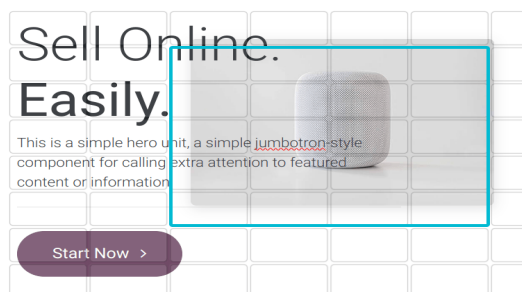 Sell Online.
Easily.
This is a simple hero unit, a simple jumbotron-style
component for calling extra attention to featured
content or information
Start Now >